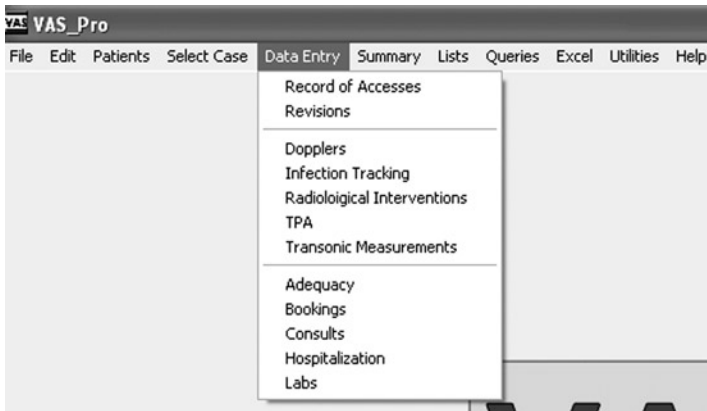 VAS VAS_Pro
File Edit Patients Select Case Data Entry Summary Lists Queries Excel Utilities Help
Record of Accesses
Revisions
Dopplers
Infection Tracking
Radioloigical Interventions
TPA
Transonic Measurements
Adequacy
Bookings
Consults
Hospitalization
Labs